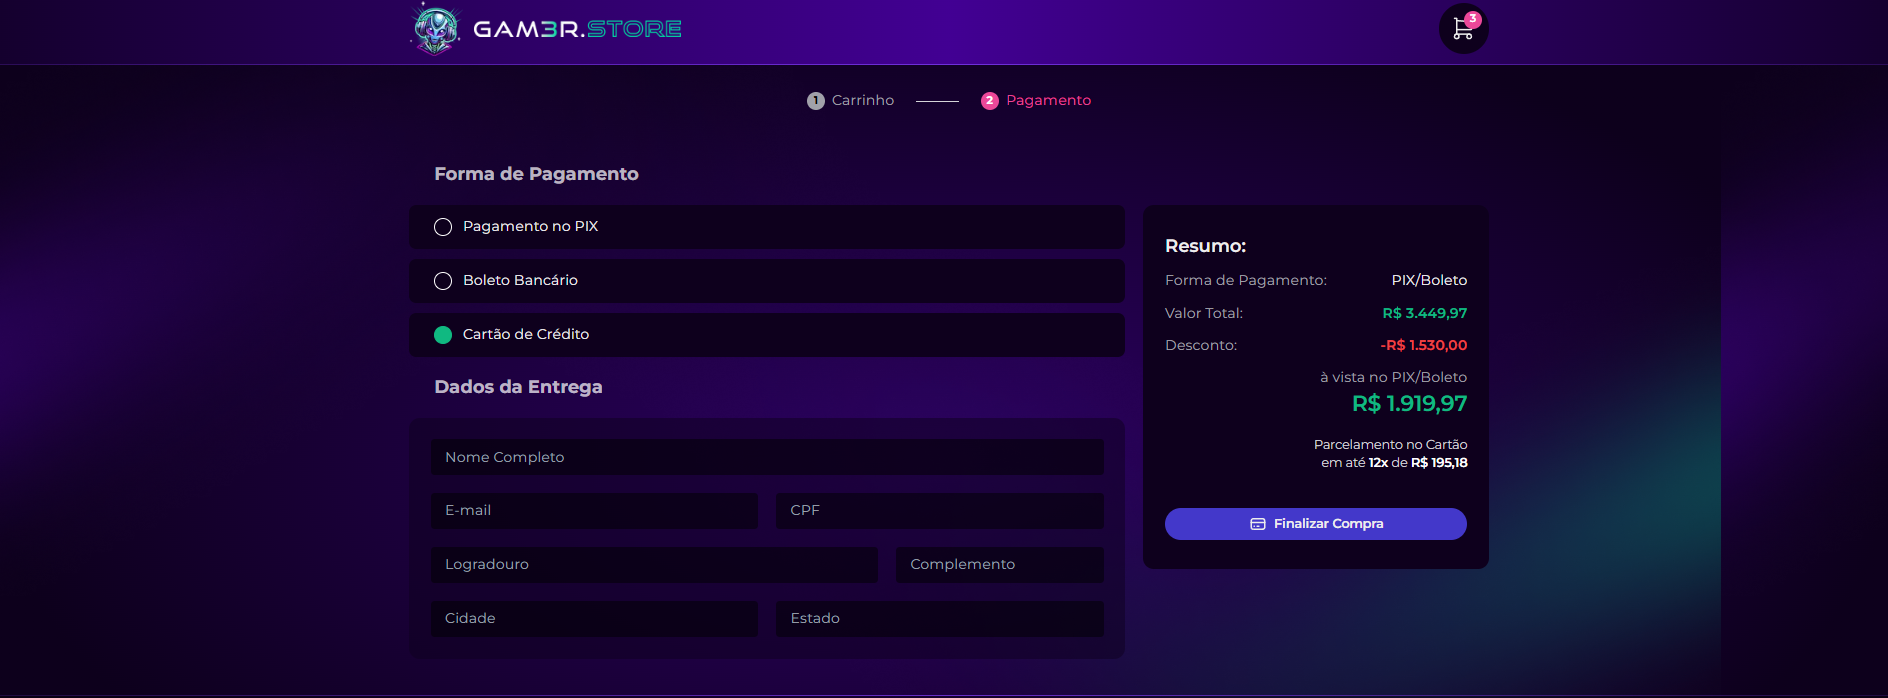 GAM3R.STORE
3
1 Carrinho
2 Pagamento
Forma de Pagamento
Pagamento no PIX
Boleto Bancário
Cartão de Crédito
Dados da Entrega
Nome Completo
E-mail
CPF
Logradouro
Complemento
Cidade
Estado
Resumo:
Forma de Pagamento: PIX/Boleto
Valor Total: R$ 3.449,97
Desconto: -R$ 1.530,00
à vista no PIX/Boleto
R$ 1.919,97
Parcelamento no Cartão
em até 12x de R$ 195,18
Finalizar Compra